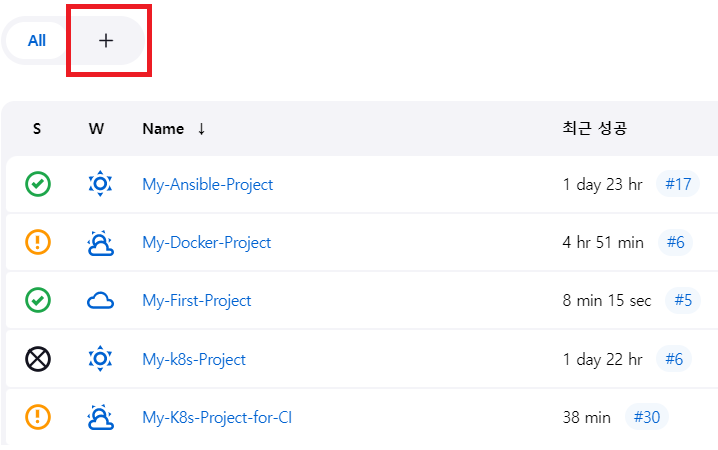 All +
S W Name ↓ 최근 성공
My-Ansible-Project 1 day 23 hr #17
My-Docker-Project 4 hr 51 min #6
My-First-Project 8 min 15 sec #5
My-k8s-Project 1 day 22 hr #6
My-K8s-Project-for-CI 38 min #30